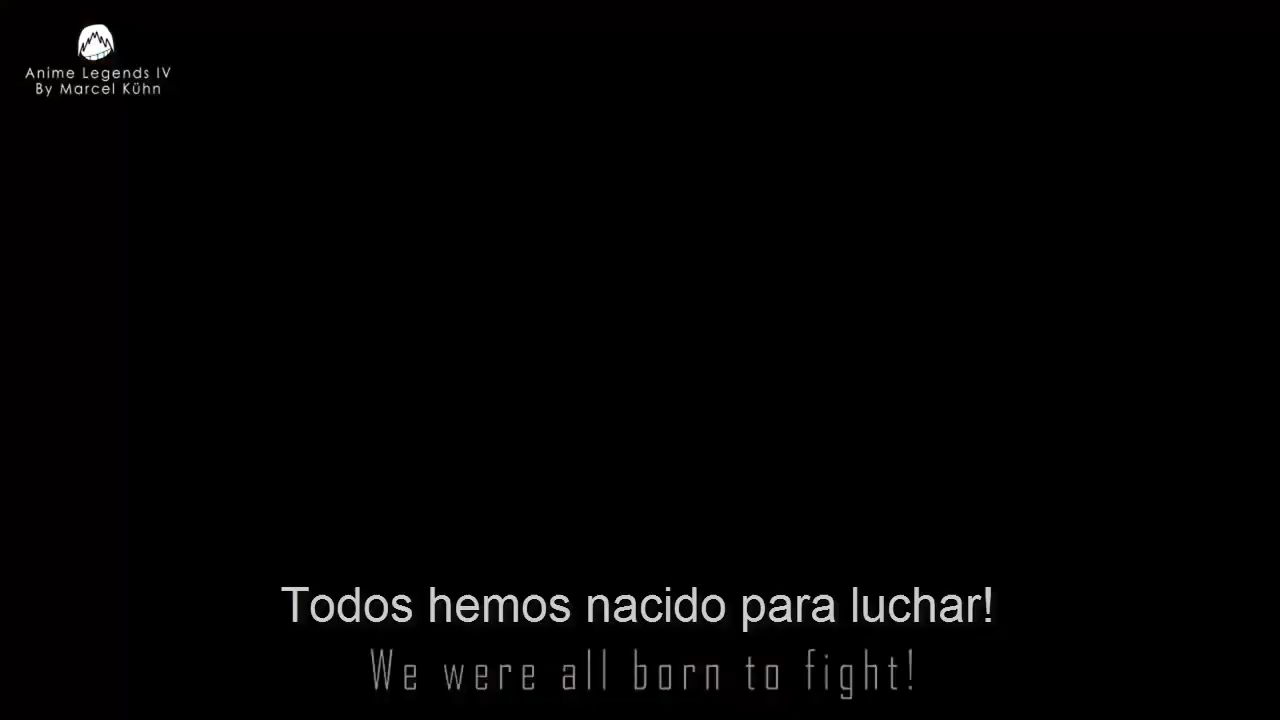 Anime Legends IV
By Marcel Kühn
Todos hemos nacido para luchar!
We were all born to fight!